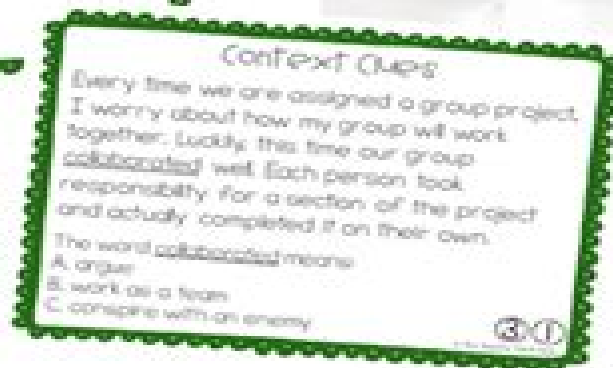 Context Clues
Every time we are assigned a group project,
I worry about how my group will work
together. Luckily, this time our group
collaborated well. Each person took
responsibility for a section of the project
and actually completed it on their own.
The word collaborated means:
A. argue
B. work as a team
C. conspire with an enemy
3 1